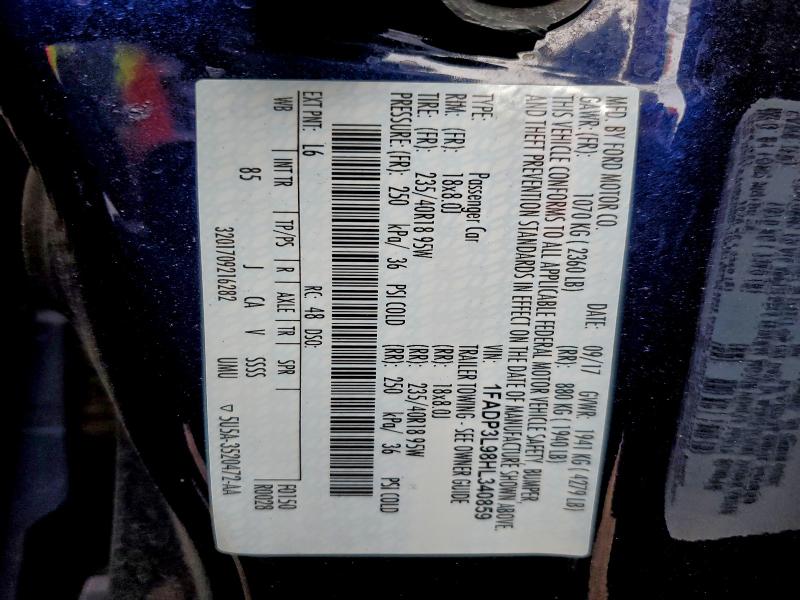 MFD. BY FORD MOTOR CO.
DATE: 09/17 GVWR: 1941 KG (4279 LB)
GAWR: (FR): 1070 KG (2360 LB) (RR): 880 KG (1940 LB)
THIS VEHICLE CONFORMS TO ALL APPLICABLE FEDERAL MOTOR VEHICLE SAFETY, BUMPER,
AND THEFT PREVENTION STANDARDS IN EFFECT ON THE DATE OF MANUFACTURE SHOWN ABOVE.
VIN: 1FADP3L99HL340859
TYPE: Passenger Car TRAILER TOWING - SEE OWNER GUIDE
RIM: (FR): 18x8.0J (RR): 18x8.0J
TIRE: (FR): 235/40R18 95W (RR): 235/40R18 95W
PRESSURE: (FR): 250 kPa/ 36 PSI COLD (RR): 250 kPa/ 36 PSI COLD
EXT PNT: L6 RC: 48 DSO: F0150
R0028
WB INT TR TP/PS R AXLE TR SPR
85 J CA V SSSS UNU
3201709216282 ▽ 5U5A-3520472-AA